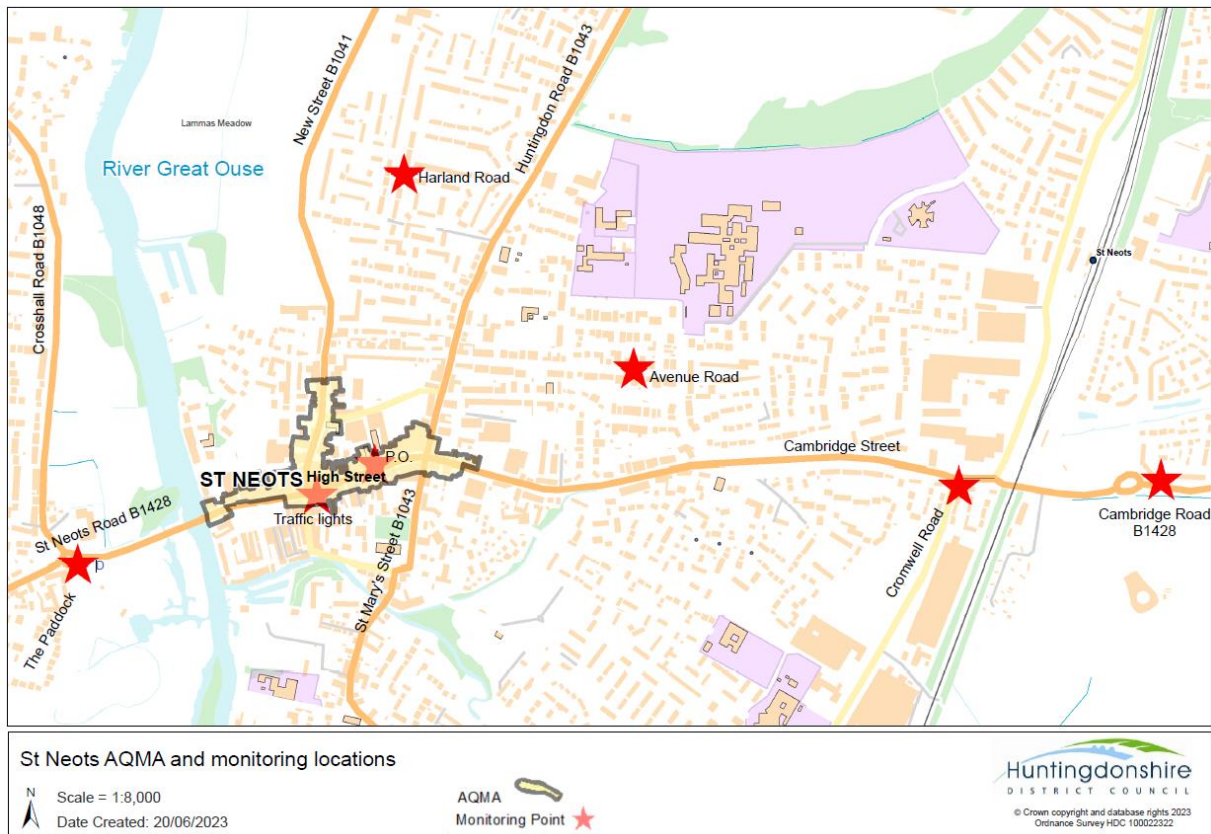 New Street B1041
Huntingdon Road B1043
Lammas Meadow
River Great Ouse
Harland Road
Crosshall Road B1048
St Neots
Avenue Road
Cambridge Street
P.O.
ST NEOTS
High Street
Traffic lights
St Neots Road B1428
St Mary's Street B1043
Cromwell Road
Cambridge Road
B1428
p
The Paddock
St Neots AQMA and monitoring locations
N
Scale = 1:8,000
Date Created: 20/06/2023
AQMA
Monitoring Point
Huntingdonshire
DISTRICT COUNCIL
© Crown copyright and database rights 2023
Ordnance Survey HDC 100022322